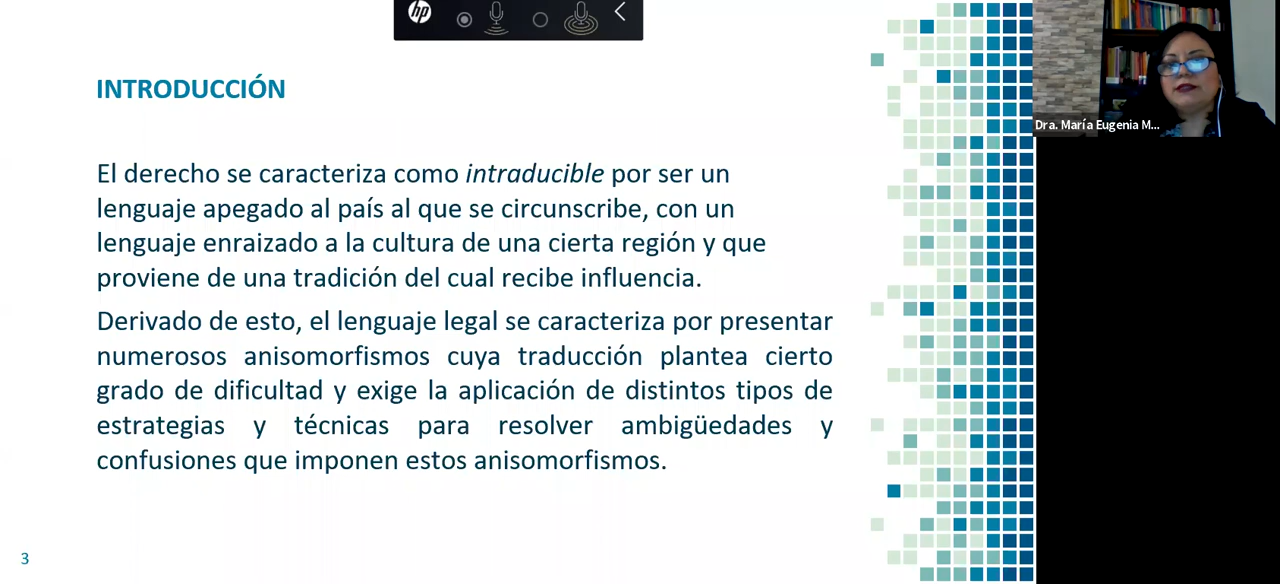 hp
INTRODUCCIÓN
Dra. María Eugenia M...
El derecho se caracteriza como intraducible por ser un
lenguaje apegado al país al que se circunscribe, con un
lenguaje enraizado a la cultura de una cierta región y que
proviene de una tradición del cual recibe influencia.
Derivado de esto, el lenguaje legal se caracteriza por presentar
numerosos anisomorfismos cuya traducción plantea cierto
grado de dificultad y exige la aplicación de distintos tipos de
estrategias y técnicas para resolver ambigüedades y
confusiones que imponen estos anisomorfismos.
3